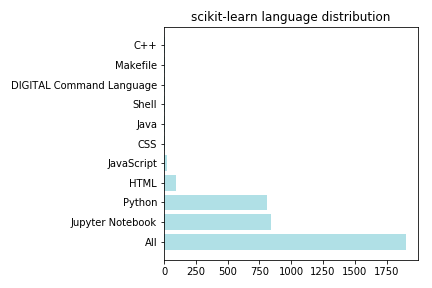 scikit-learn language distribution
C++
Makefile
DIGITAL Command Language
Shell
Java
CSS
JavaScript
HTML
Python
Jupyter Notebook
All
0 250 500 750 1000 1250 1500 1750